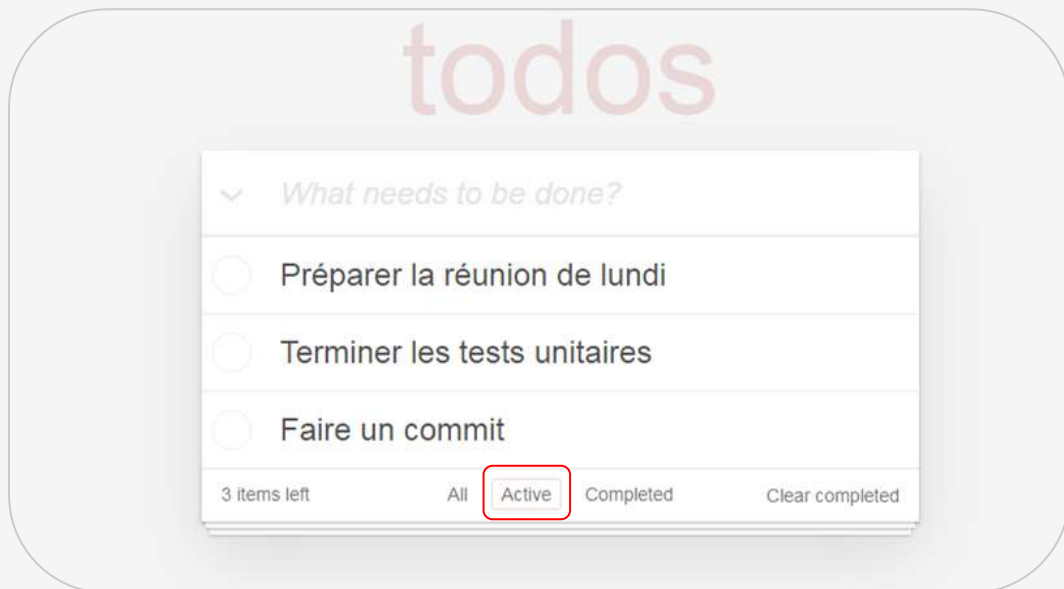 todos
What needs to be done?
Préparer la réunion de lundi
Terminer les tests unitaires
Faire un commit
3 items left All Active Completed Clear completed